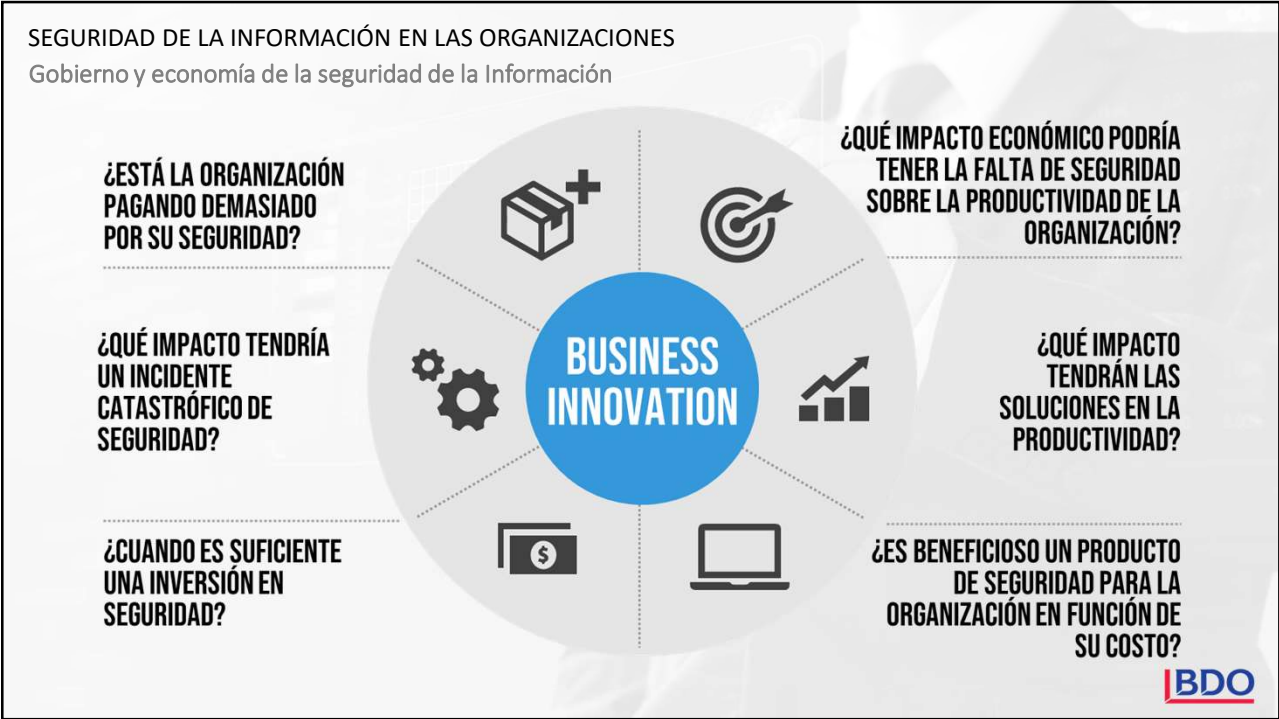 SEGURIDAD DE LA INFORMACIÓN EN LAS ORGANIZACIONES
Gobierno y economía de la seguridad de la Información
¿ESTÁ LA ORGANIZACIÓN
PAGANDO DEMASIADO
POR SU SEGURIDAD?
¿QUÉ IMPACTO ECONÓMICO PODRÍA
TENER LA FALTA DE SEGURIDAD
SOBRE LA PRODUCTIVIDAD DE LA
ORGANIZACIÓN?
¿QUÉ IMPACTO TENDRÍA
UN INCIDENTE
CATASTRÓFICO DE
SEGURIDAD?
BUSINESS
INNOVATION
¿QUÉ IMPACTO
TENDRÁN LAS
SOLUCIONES EN LA
PRODUCTIVIDAD?
¿CUANDO ES SUFICIENTE
UNA INVERSIÓN EN
SEGURIDAD?
$
¿ES BENEFICIOSO UN PRODUCTO
DE SEGURIDAD PARA LA
ORGANIZACIÓN EN FUNCIÓN DE
SU COSTO?
BDO